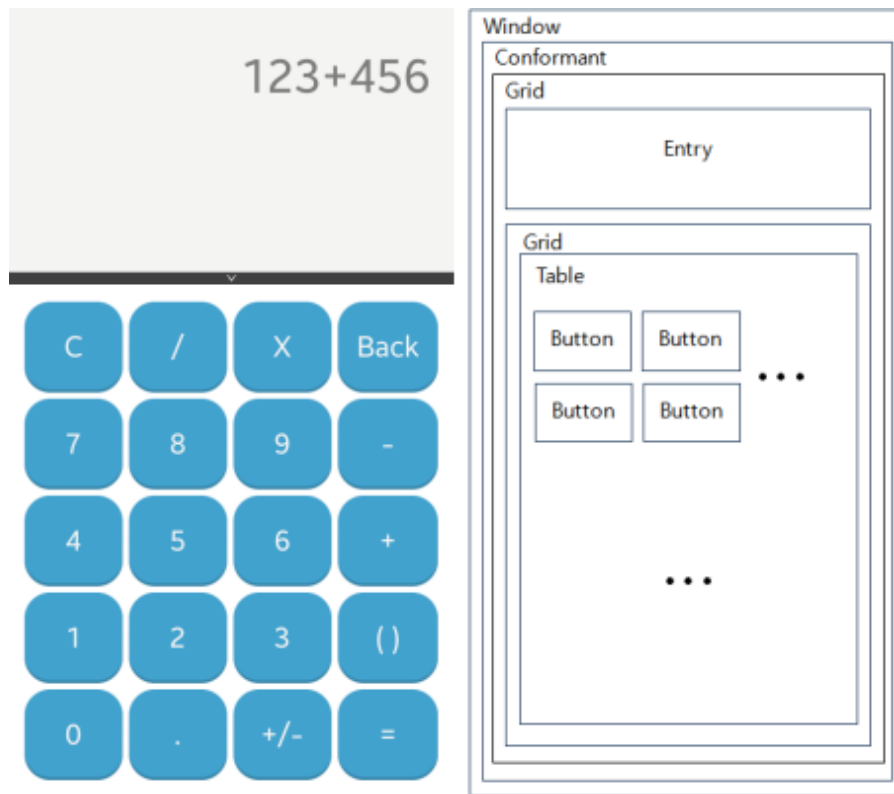 123+456
C / X Back
7 8 9 -
4 5 6 +
1 2 3 ( )
0 . +/- =
Window
Conformant
Grid
Entry
Grid
Table
Button Button
Button Button